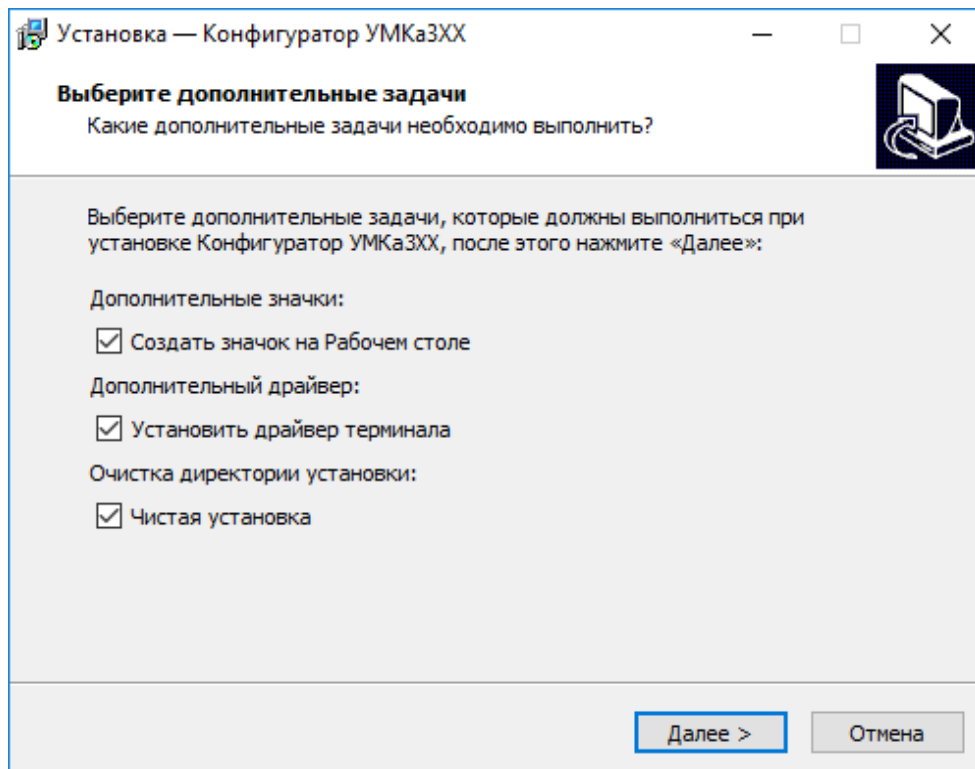 Установка — Конфигуратор УМКа3XX
Выберите дополнительные задачи
Какие дополнительные задачи необходимо выполнить?
Выберите дополнительные задачи, которые должны выполниться при
установке Конфигуратор УМКа3XX, после этого нажмите «Далее»:
Дополнительные значки:
Создать значок на Рабочем столе
Дополнительный драйвер:
Установить драйвер терминала
Очистка директории установки:
Чистая установка
Далее >
Отмена